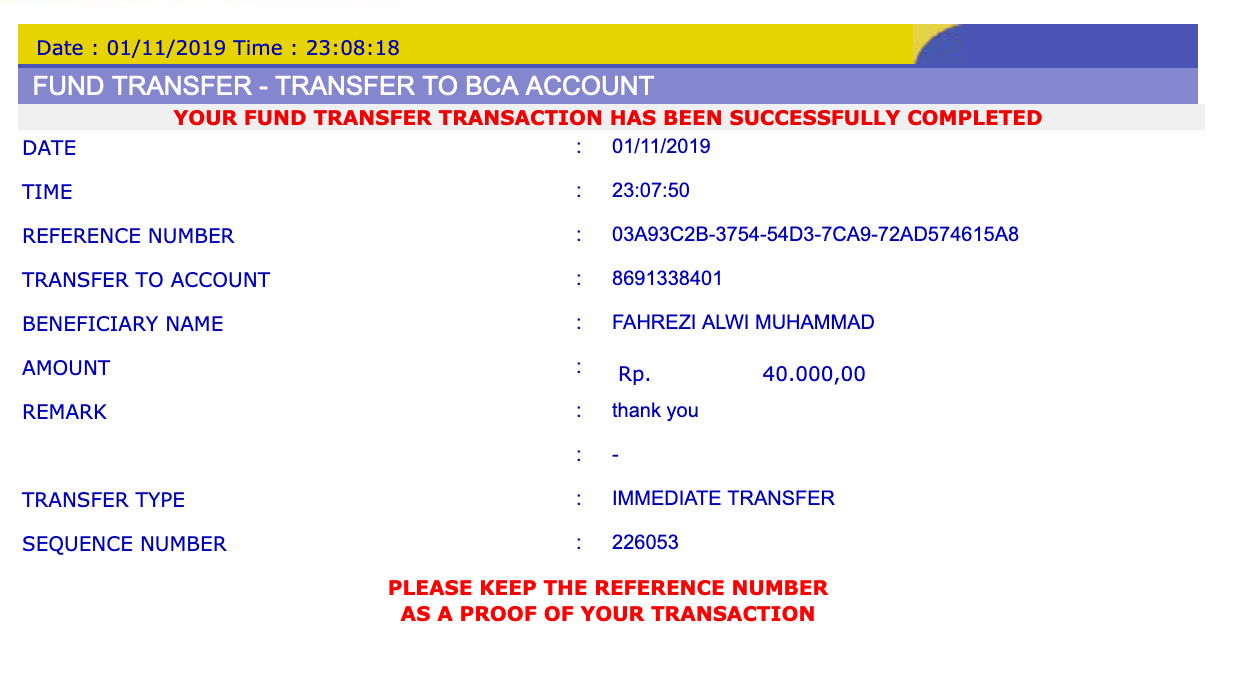 Date : 01/11/2019 Time : 23:08:18
FUND TRANSFER - TRANSFER TO BCA ACCOUNT
YOUR FUND TRANSFER TRANSACTION HAS BEEN SUCCESSFULLY COMPLETED
DATE : 01/11/2019
TIME : 23:07:50
REFERENCE NUMBER : 03A93C2B-3754-54D3-7CA9-72AD574615A8
TRANSFER TO ACCOUNT : 8691338401
BENEFICIARY NAME : FAHREZI ALWI MUHAMMAD
AMOUNT : Rp. 40.000,00
REMARK : thank you
: -
TRANSFER TYPE : IMMEDIATE TRANSFER
SEQUENCE NUMBER : 226053
PLEASE KEEP THE REFERENCE NUMBER
AS A PROOF OF YOUR TRANSACTION